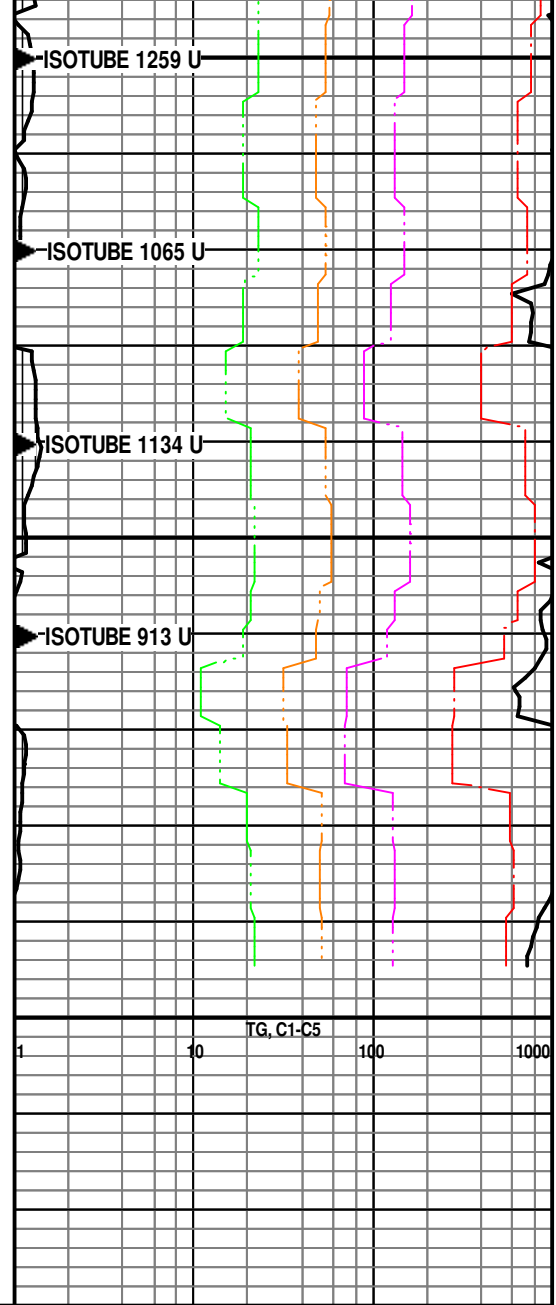 ISOTUBE 1259 U
ISOTUBE 1065 U
ISOTUBE 1134 U
ISOTUBE 913 U
TG, C1-C5
1 10 100 1000